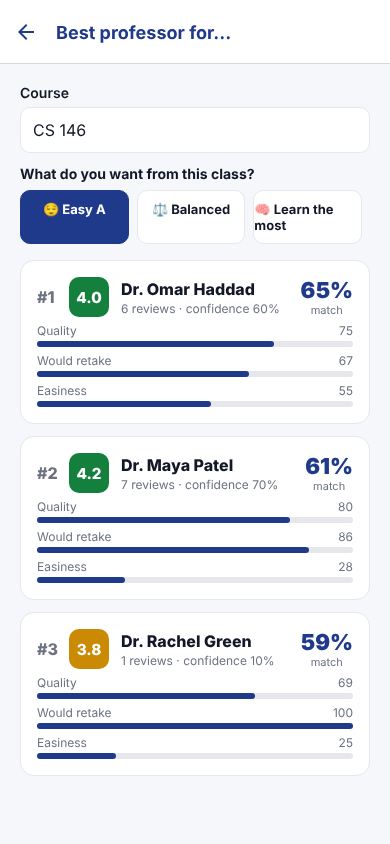 Best professor for...
Course
CS 146
What do you want from this class?
😌 Easy A
⚖️ Balanced
🧠 Learn the
most
#1
4.0
Dr. Omar Haddad
6 reviews · confidence 60%
65%
match
Quality 75
Would retake 67
Easiness 55
#2
4.2
Dr. Maya Patel
7 reviews · confidence 70%
61%
match
Quality 80
Would retake 86
Easiness 28
#3
3.8
Dr. Rachel Green
1 reviews · confidence 10%
59%
match
Quality 69
Would retake 100
Easiness 25